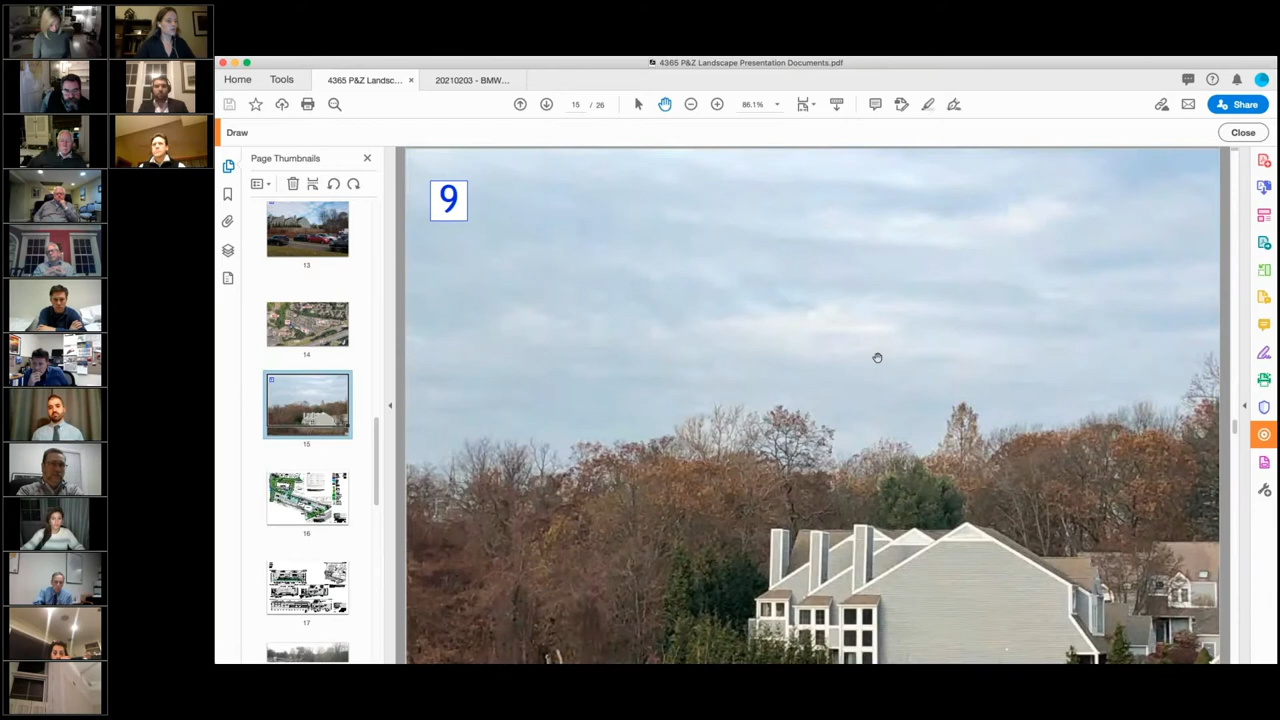 4365 P&Z Landscape Presentation Documents.pdf
Home
Tools
4365 P&Z Landsc...
×
20210203 - BMW...
15 / 26
86.1%
Share
Draw
Close
Page Thumbnails
13
14
15
16
17
9